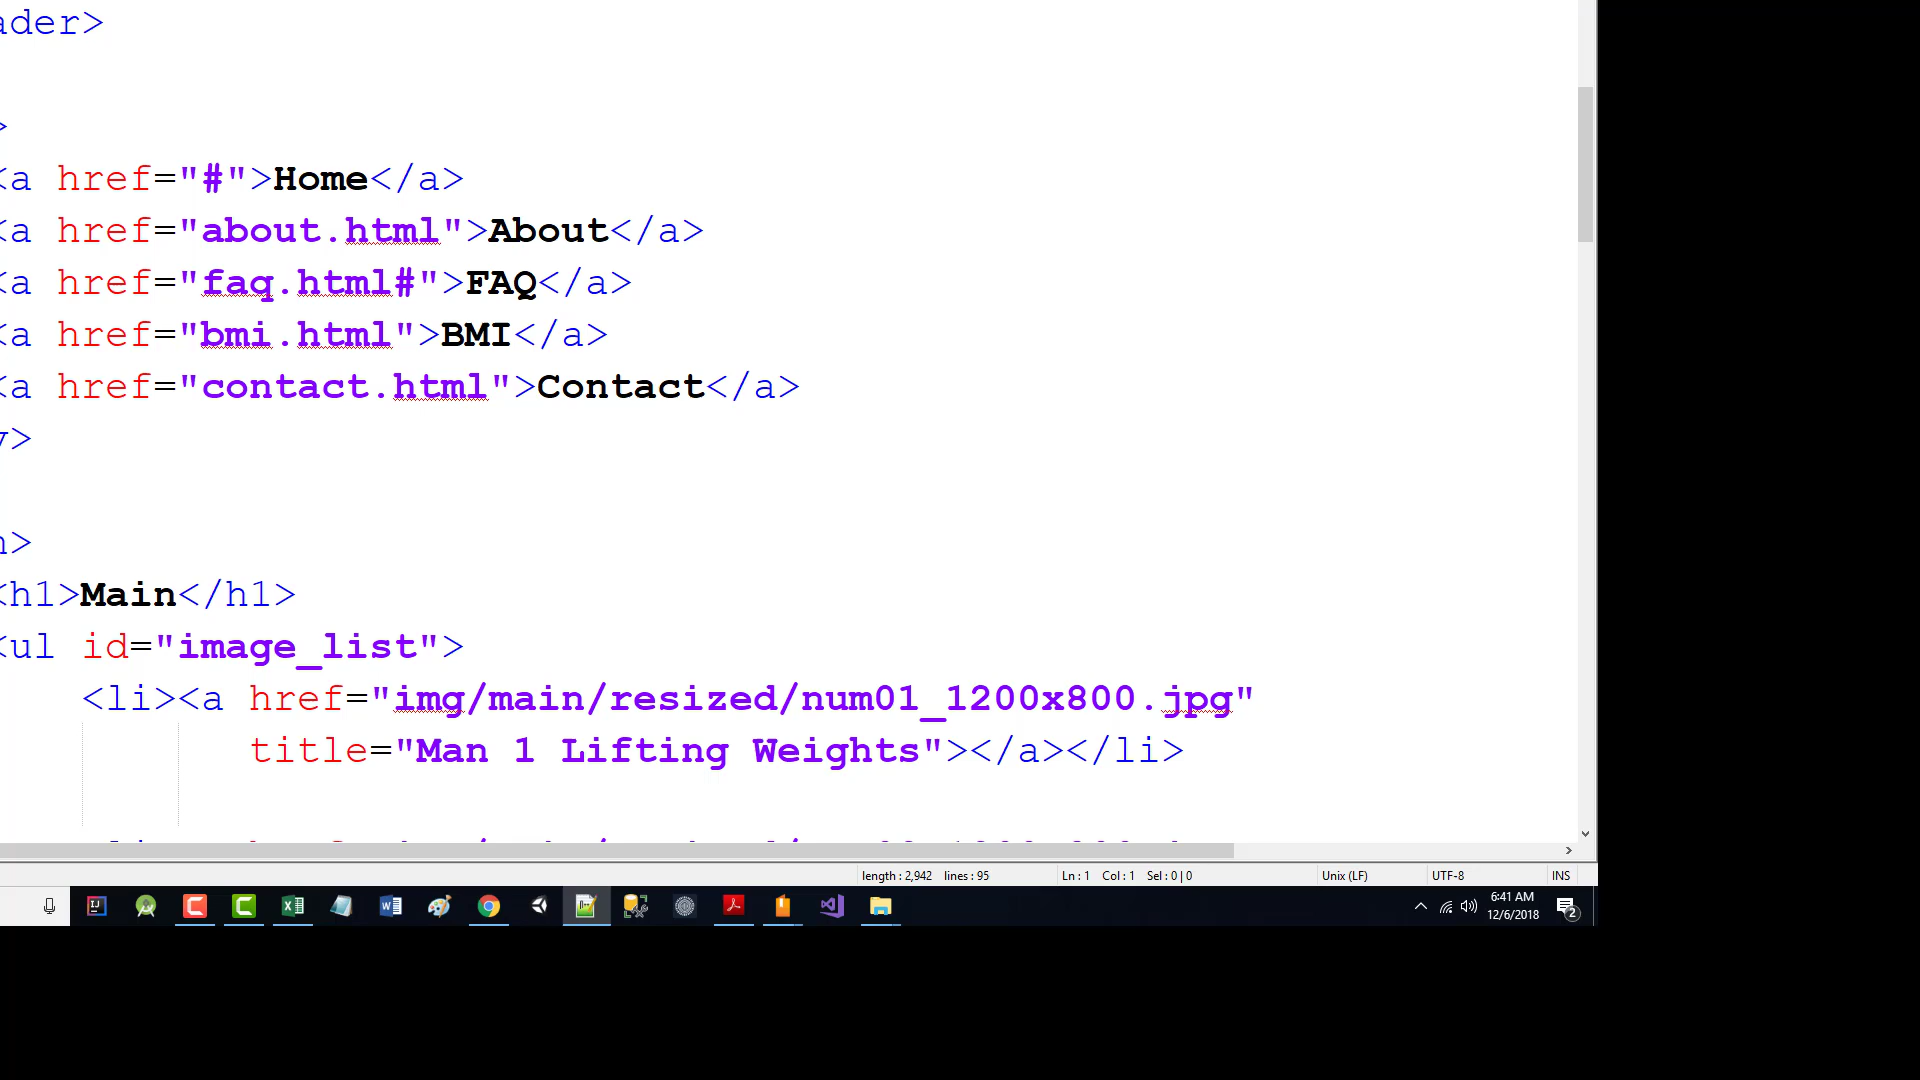 ader>
>
<a href="#">Home</a>
<a href="about.html">About</a>
<a href="faq.html#">FAQ</a>
<a href="bmi.html">BMI</a>
<a href="contact.html">Contact</a>
>
>
<h1>Main</h1>
<ul id="image_list">
<li><a href="img/main/resized/num01_1200x800.jpg"
title="Man 1 Lifting Weights"></a></li>
length : 2,942 lines : 95 Ln : 1 Col : 1 Sel : 0 | 0 Unix (LF) UTF-8 INS
6:41 AM
12/6/2018
2